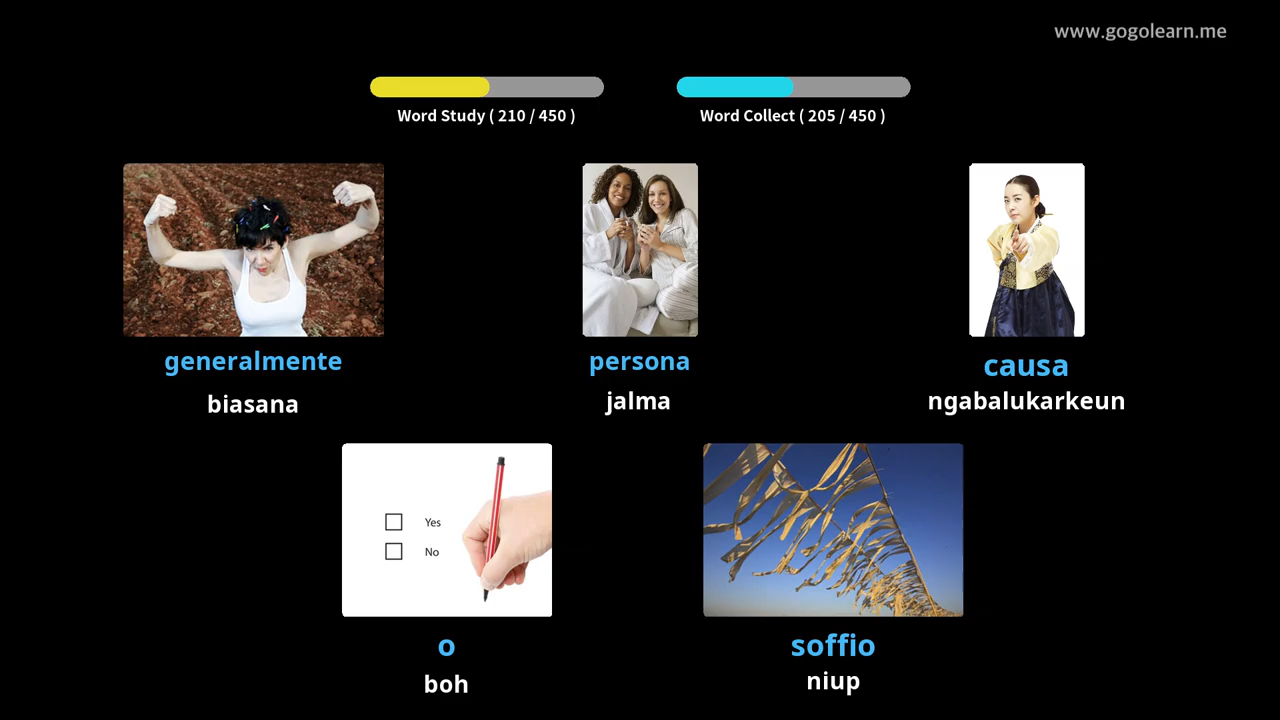 www.gogolearn.me
Word Study ( 210 / 450 )
Word Collect ( 205 / 450 )
generalmente
biasana
persona
jalma
causa
ngabalukarkeun
Yes
No
o
boh
soffio
niup